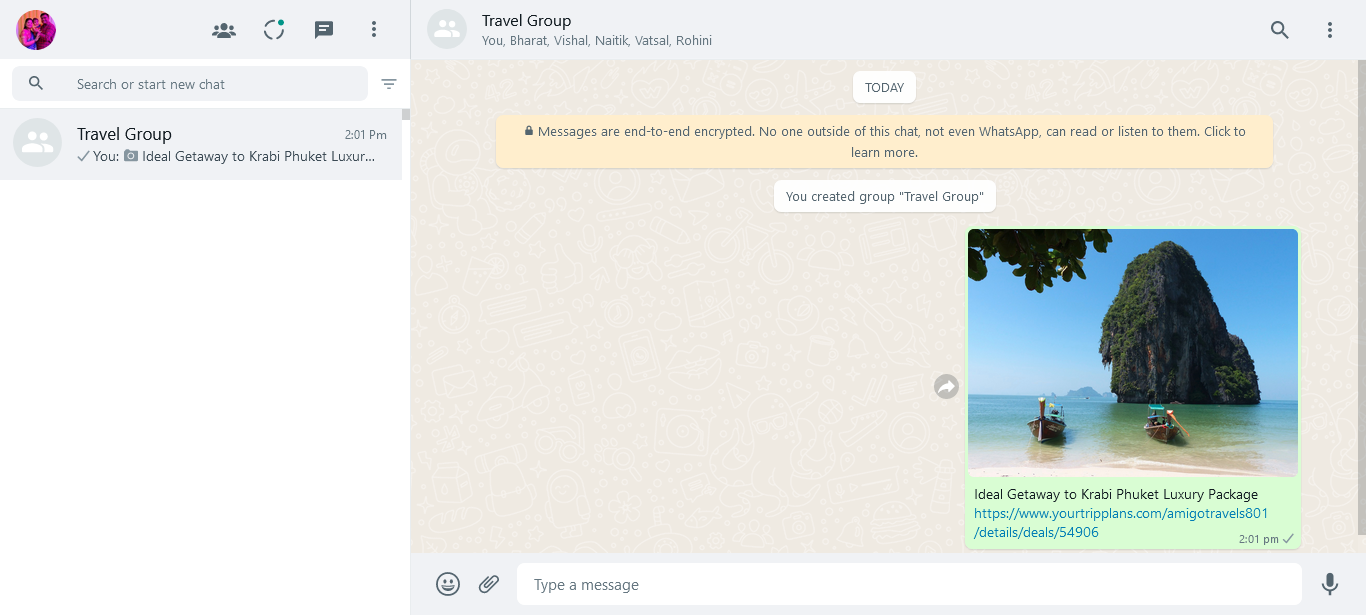 Travel Group
You, Bharat, Vishal, Naitik, Vatsal, Rohini
Search or start new chat
Travel Group
2:01 Pm
You: Ideal Getaway to Krabi Phuket Luxur...
TODAY
Messages are end-to-end encrypted. No one outside of this chat, not even WhatsApp, can read or listen to them. Click to
learn more.
You created group "Travel Group"
Ideal Getaway to Krabi Phuket Luxury Package
https://www.yourtripplans.com/amigotravels801
/details/deals/54906
2:01 pm
Type a message